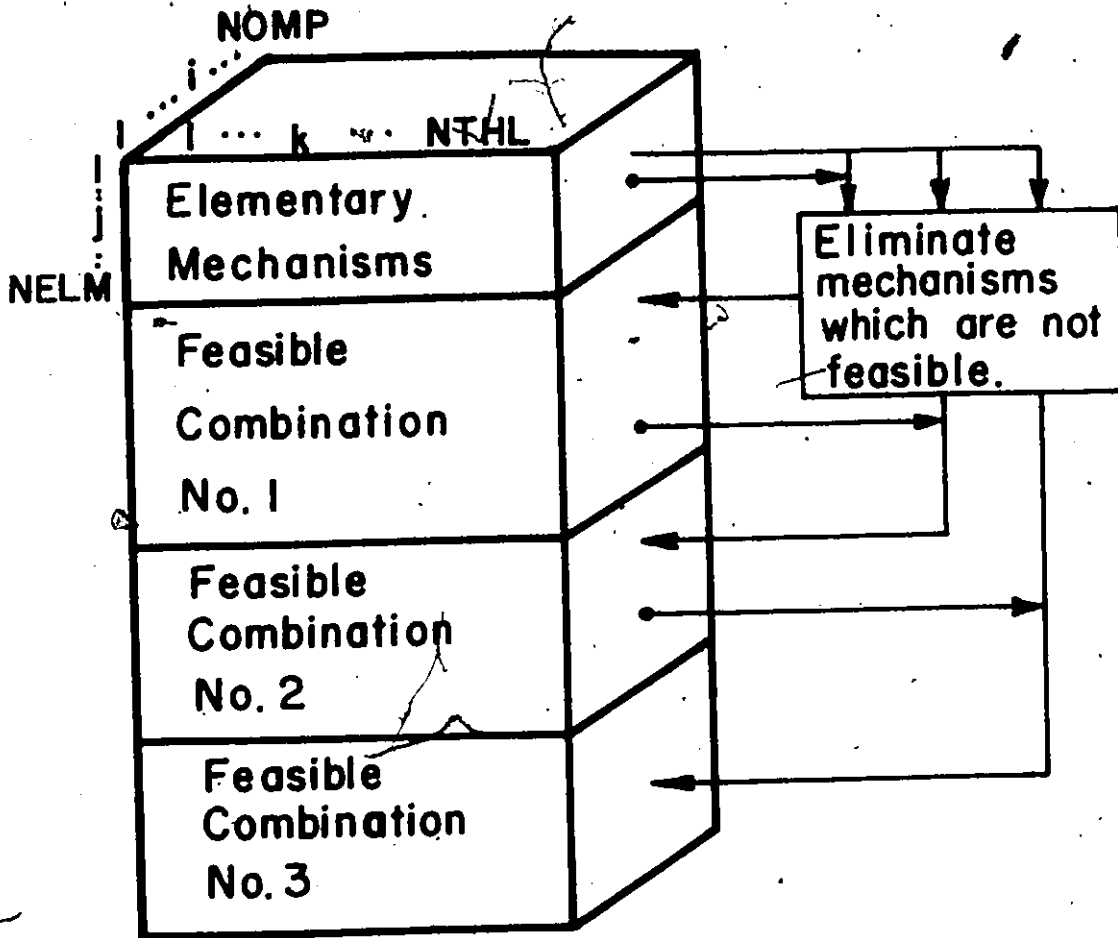 NOMP
1 ... i ...
1 ... k ... NTHL
1
j
NELM
Elementary
Mechanisms
Eliminate
mechanisms
which are not
feasible.
Feasible
Combination
No. 1
Feasible
Combination
No. 2
Feasible
Combination
No. 3